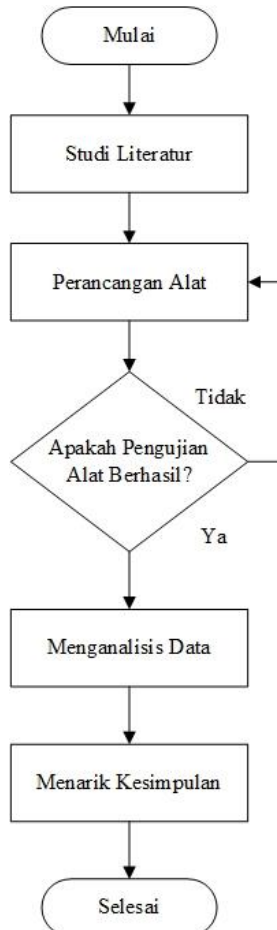 Mulai
Studi Literatur
Perancangan Alat
Tidak
Apakah Pengujian
Alat Berhasil?
Ya
Menganalisis Data
Menarik Kesimpulan
Selesai